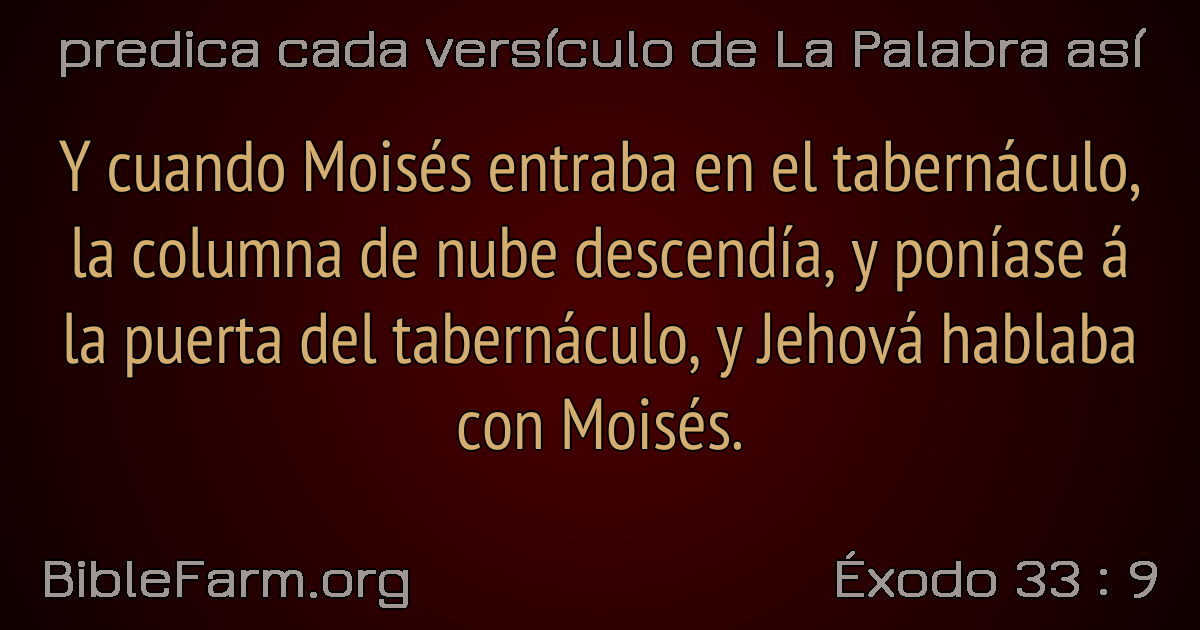 predica cada versículo de La Palabra así
Y cuando Moisés entraba en el tabernáculo,
la columna de nube descendía, y poníase á
la puerta del tabernáculo, y Jehová hablaba
con Moisés.
BibleFarm.org
Éxodo 33 : 9